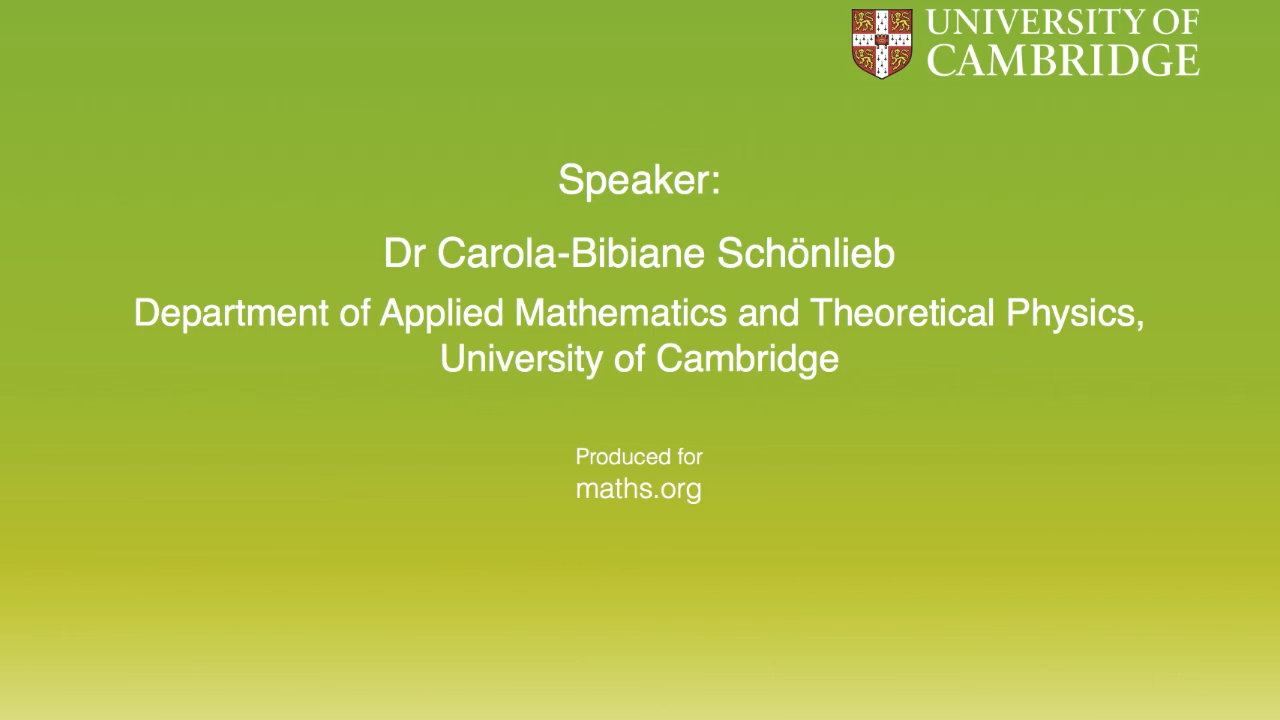 UNIVERSITY OF
CAMBRIDGE
Speaker:
Dr Carola-Bibiane Schönlieb
Department of Applied Mathematics and Theoretical Physics,
University of Cambridge
Produced for
maths.org